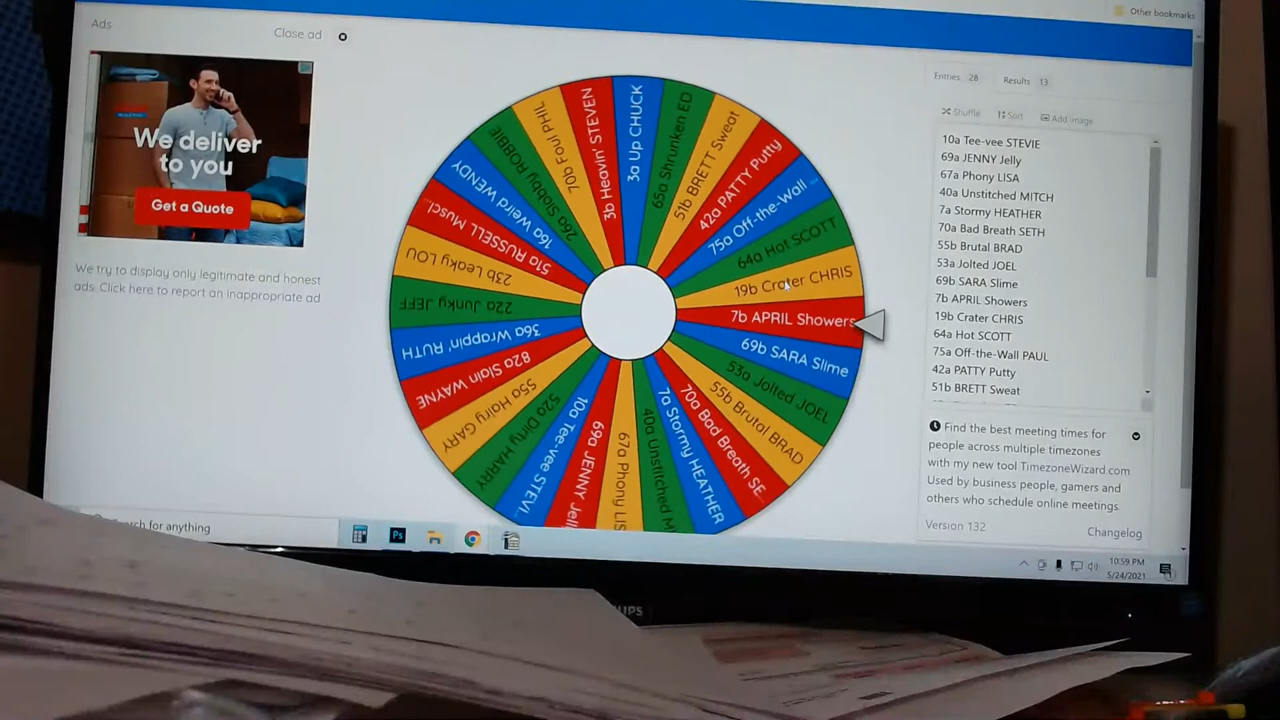 Other bookmarks
Ads
Close ad
We deliver
to you
Get a Quote
We try to display only legitimate and honest
ads. Click here to report an inappropriate ad
3a Up CHUCK
65a Shrunken ED
51b BRETT Sweat
42a PATTY Putty
75a Off-the-Wall ...
64a Hot SCOTT
19b Crater CHRIS
7b APRIL Showers
69b SARA Slime
53a Jolted JOEL
55b Brutal BRAD
70a Bad Breath SE...
7a Stormy HEATHER
40a Unstitched M
67a Phony LIS
69a JENNY Jell
10a Tee-vee STEVI...
52a Dirty HARRY
55a Hairy GARY
82a Slain WAYNE
36a Wrappin' RUTH
22a Junky JEFF
23b Leaky LOU
51a RUSSELL Muscl...
16a Weird WENDY
26a Slobby ROBBIE
70b Foul PHIL
3b Heavin' STEVEN
Entries 28
Results 13
Shuffle
Sort
Add image
10a Tee-vee STEVIE
69a JENNY Jelly
67a Phony LISA
40a Unstitched MITCH
7a Stormy HEATHER
70a Bad Breath SETH
55b Brutal BRAD
53a Jolted JOEL
69b SARA Slime
7b APRIL Showers
19b Crater CHRIS
64a Hot SCOTT
75a Off-the-Wall PAUL
42a PATTY Putty
51b BRETT Sweat
Find the best meeting times for
people across multiple timezones
with my new tool TimezoneWizard.com
Used by business people, gamers and
others who schedule online meetings.
Version 132
Changelog
for anything
10:59 PM
5/24/2021